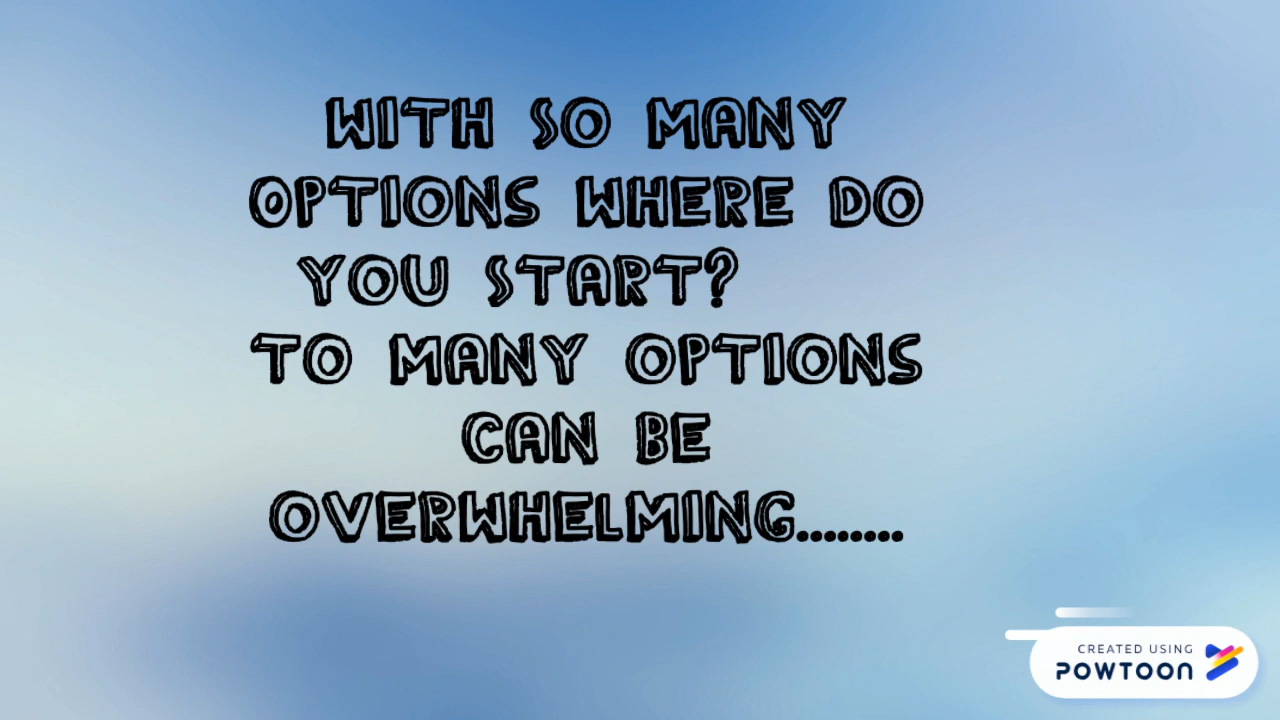 WITH SO MANY
OPTIONS WHERE DO
YOU START?
TO MANY OPTIONS
CAN BE
OVERWHELMING........
CREATED USING
POWTOON